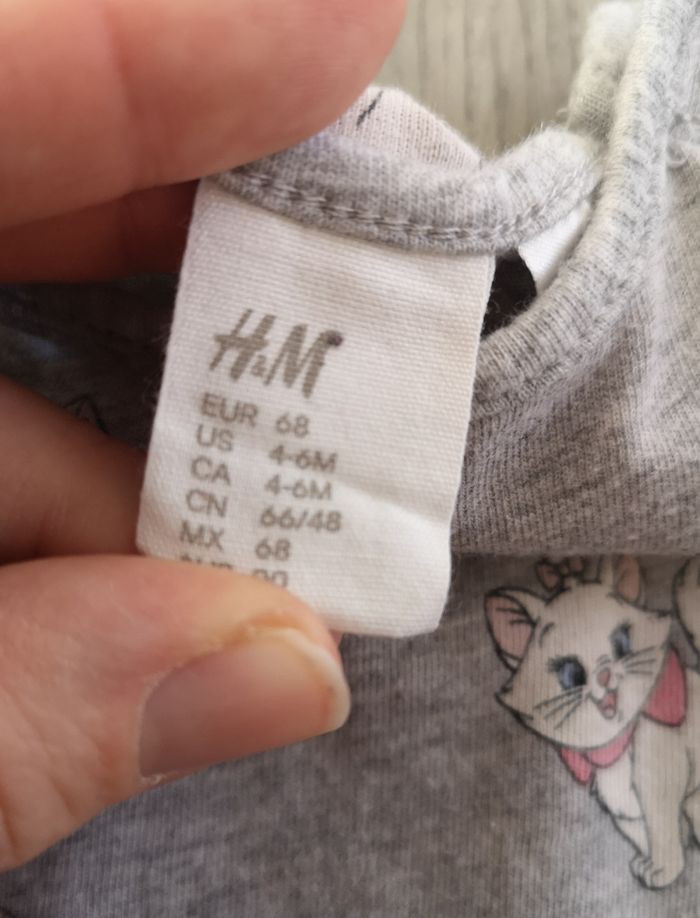 H&M
EUR 68
US 4-6M
CA 4-6M
CN 66/48
MX 68